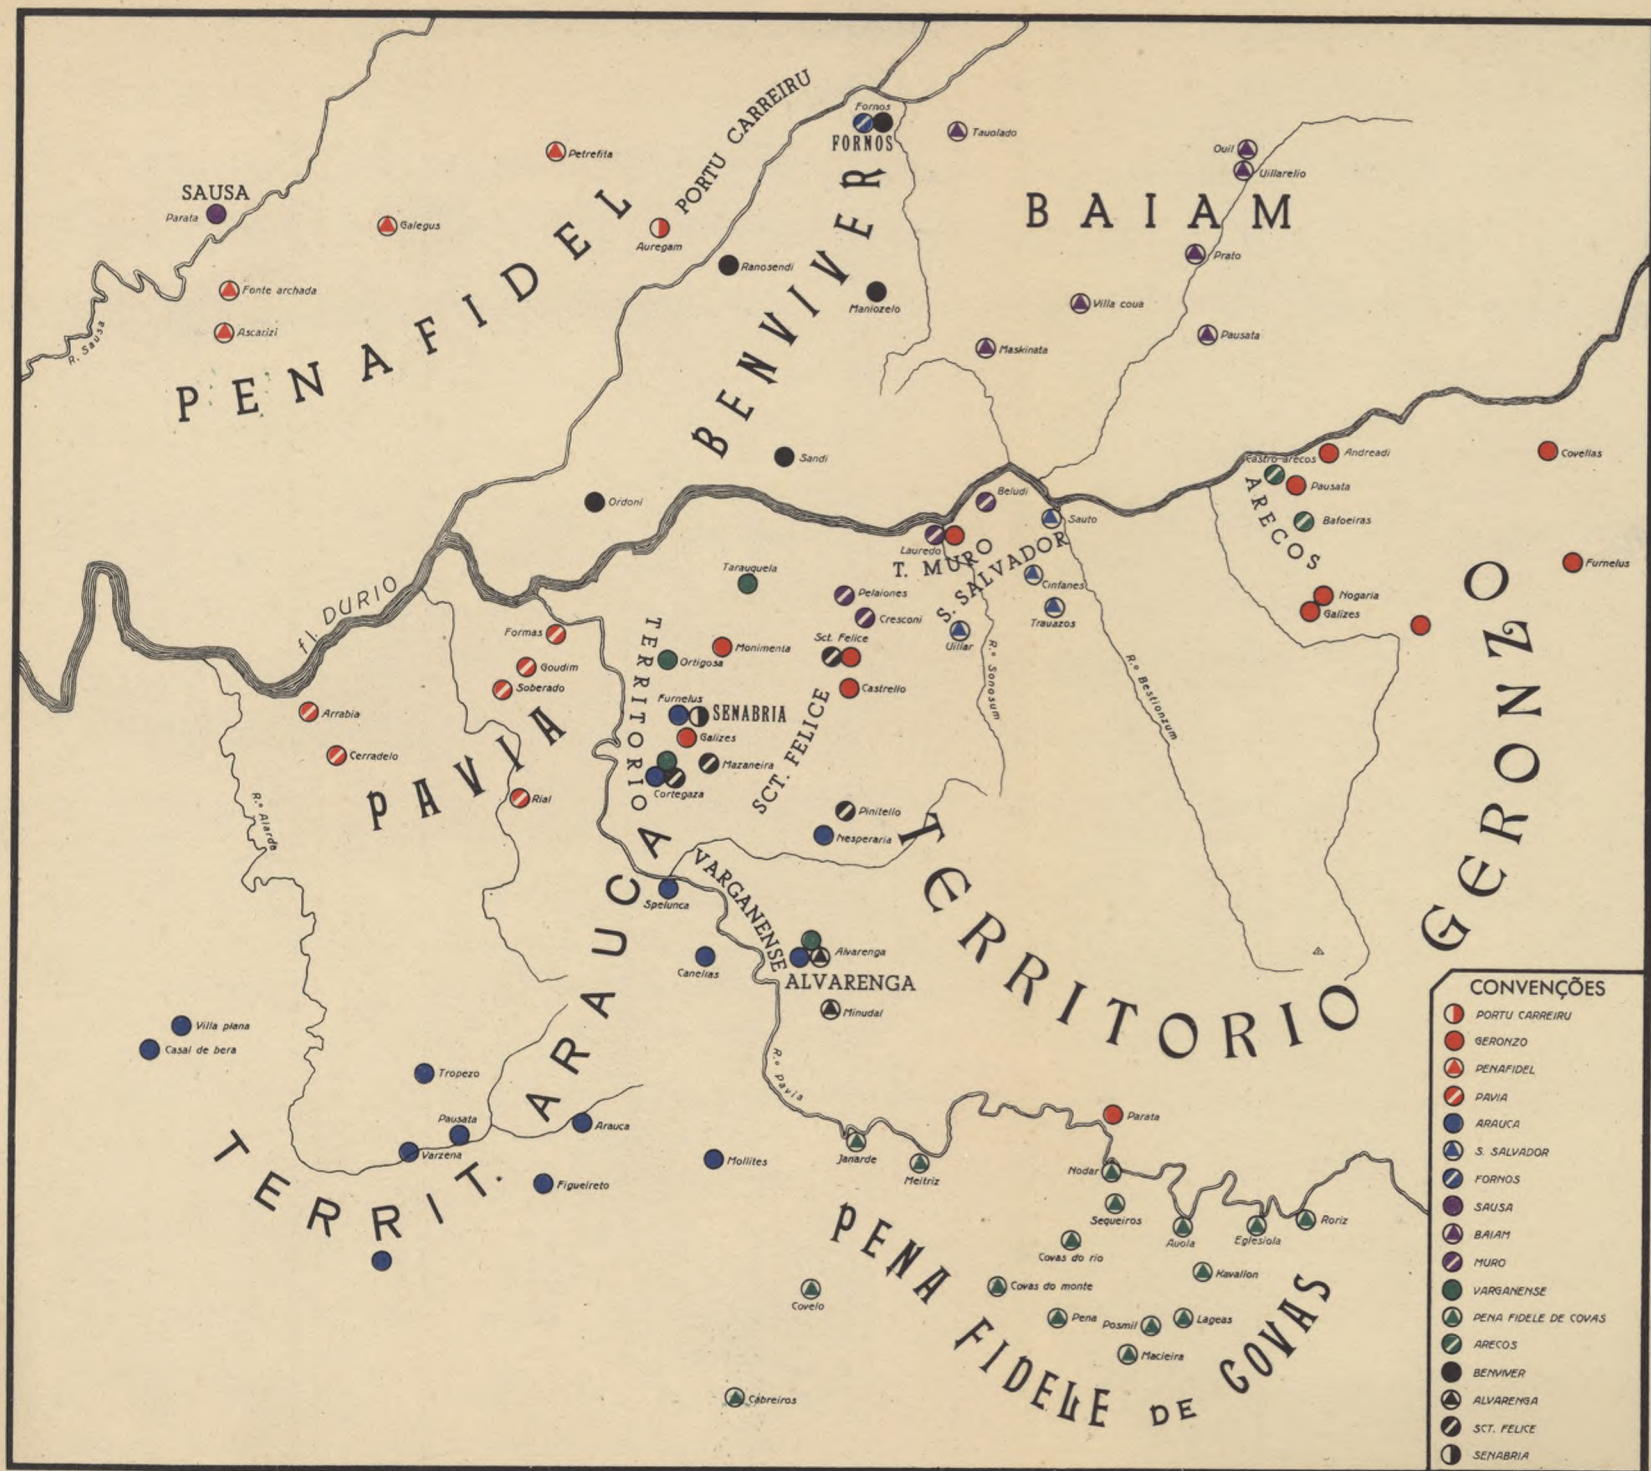 PORTU CARREIRU
Fornos
FORNOS
Tauolado
Petrefita
Ouil
Uillarelio
SAUSA
Parata
Galegus
Auregam
BAIAM
Prato
Ranosendi
Maniozelo
Fonte archada
Ascarizi
R. Sausa
PENAFIDEL
BENVIVER
Villa coua
Pausata
Maskinata
Sandi
Ordoni
Castro arecos
Andreadi
Covellas
Pausata
Bafoeiras
ARECOS
Beludi
Sauto
Lauredo
T. MURO
S. SALVADOR
Cinfanes
Trauazos
Uillar
Furnelus
Nogaria
Galizes
fl. DURIO
Tarauquela
Pelaiones
Cresconi
Formas
Goudim
Soberado
Ortigosa
Monimenta
Sct. Felice
Castrello
SCT. FELICE
R.º Sonosum
R.º Bestionzum
Arrabia
Cerradelo
PAVIA
Rial
R.º Alarda
Furnelus
SENABRIA
Galizes
Mazaneira
Cortegaza
TERRITORIO
Pinitello
Nesperaria
Spelunca
VARGANENSE
Canellas
Alvarenga
ALVARENGA
Minudal
R.º Pavia
TERRITORIO GERONZO
Villa plana
Casal de bera
Tropezo
Pausata
Varzena
Arauca
Figueireto
Mollites
TERRIT. ARAUCA
Parata
Janarde
Meitriz
Nodar
Sequeiros
Covas do rio
Auola
Eglesiola
Roriz
Kavallon
Covas do monte
Pena
Posmil
Lageas
Macieira
Covelo
Cabreiros
PENA FIDELE DE COVAS
CONVENÇÕES
PORTU CARREIRU
GERONZO
PENAFIDEL
PAVIA
ARAUCA
S. SALVADOR
FORNOS
SAUSA
BAIAM
MURO
VARGANENSE
PENA FIDELE DE COVAS
ARECOS
BENVIVER
ALVARENGA
SCT. FELICE
SENABRIA